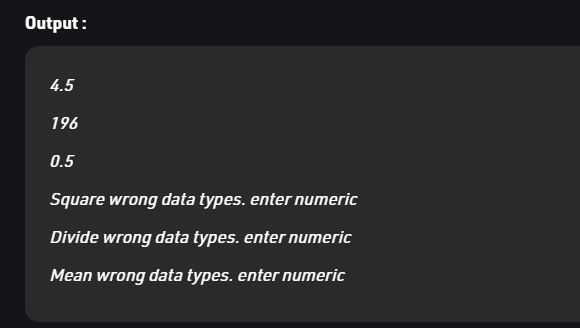 Output :
4.5
196
0.5
Square wrong data types. enter numeric
Divide wrong data types. enter numeric
Mean wrong data types. enter numeric